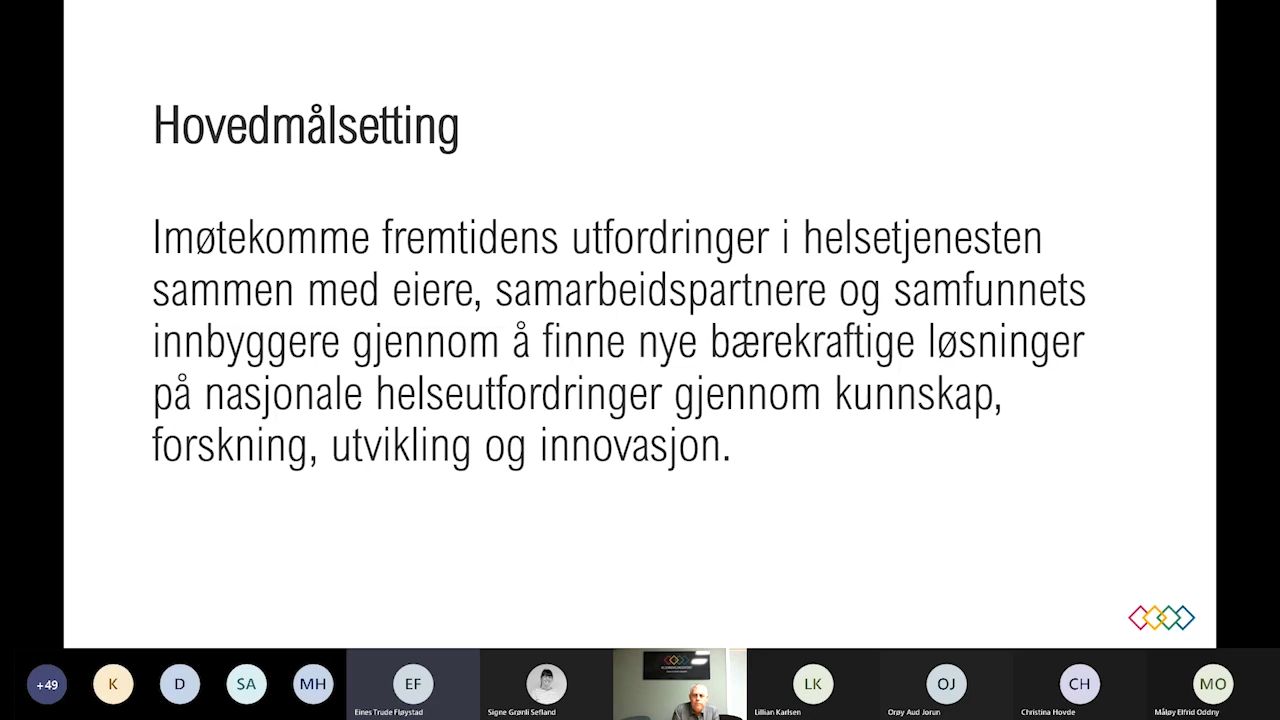 Hovedmålsetting
Imøtekomme fremtidens utfordringer i helsetjenesten
sammen med eiere, samarbeidspartnere og samfunnets
innbyggere gjennom å finne nye bærekraftige løsninger
på nasjonale helseutfordringer gjennom kunnskap,
forskning, utvikling og innovasjon.
+49
K
D
SA
MH
EF
LK
OJ
CH
MO
Eines Trude Fløystad
Signe Grønli Sefland
Lillian Karlsen
Orøy Aud Jorun
Christina Hovde
Måløy Elfrid Oddny